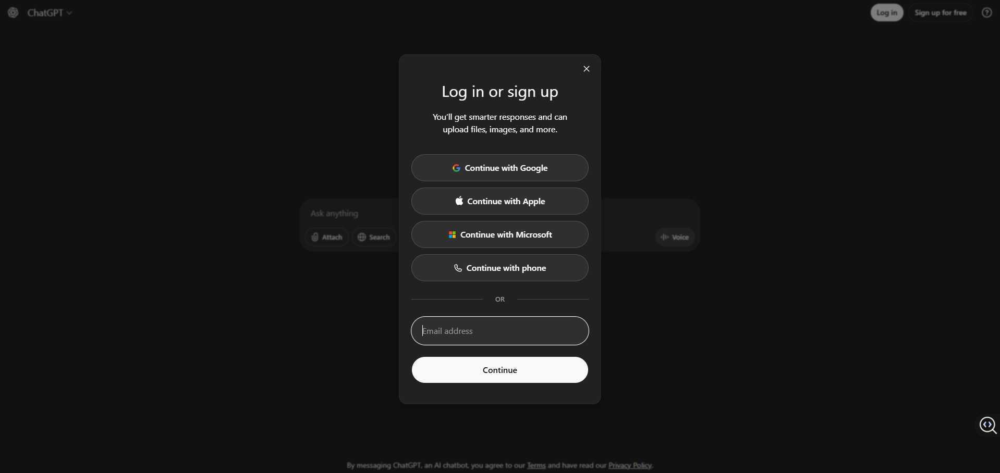 ChatGPT
Log in
Sign up for free
Log in or sign up
You’ll get smarter responses and can
upload files, images, and more.
Continue with Google
Continue with Apple
Continue with Microsoft
Continue with phone
OR
Email address
Continue
Ask anything
Attach
Search
Voice
By messaging ChatGPT, an AI chatbot, you agree to our Terms and have read our Privacy Policy.